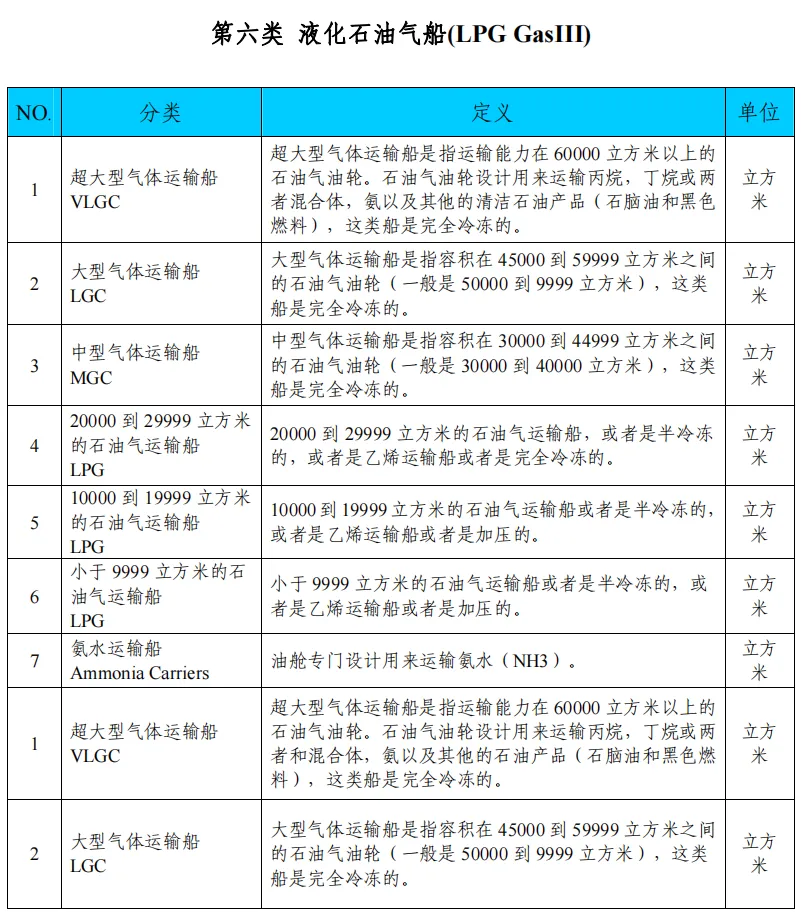 第六类 液化石油气船(LPG GasIII)
NO. 分类 定义 单位
1
超大型气体运输船
VLGC
超大型气体运输船是指运输能力在 60000 立方米以上的
石油气油轮。石油气油轮设计用来运输丙烷，丁烷或两
者混合体，氨以及其他的清洁石油产品（石脑油和黑色
燃料），这类船是完全冷冻的。
立方
米
2
大型气体运输船
LGC
大型气体运输船是指容积在 45000 到 59999 立方米之间
的石油气油轮（一般是 50000 到 9999 立方米），这类
船是完全冷冻的。
立方
米
3
中型气体运输船
MGC
中型气体运输船是指容积在 30000 到 44999 立方米之间
的石油气油轮（一般是 30000 到 40000 立方米），这类
船是完全冷冻的。
立方
米
4
20000 到 29999 立方米
的石油气运输船
LPG
20000 到 29999 立方米的石油气运输船，或者是半冷冻
的，或者是乙烯运输船或者是完全冷冻的。
立方
米
5
10000 到 19999 立方米
的石油气运输船
LPG
10000 到 19999 立方米的石油气运输船或者是半冷冻的，
或者是乙烯运输船或者是加压的。
立方
米
6
小于 9999 立方米的石
油气运输船
LPG
小于 9999 立方米的石油气运输船或者是半冷冻的，或
者是乙烯运输船或者是加压的。
立方
米
7
氨水运输船
Ammonia Carriers
油舱专门设计用来运输氨水（NH3）。
立方
米
1
超大型气体运输船
VLGC
超大型气体运输船是指运输能力在 60000 立方米以上的
石油气油轮。石油气油轮设计用来运输丙烷，丁烷或两
者和混合体，氨以及其他的石油产品（石脑油和黑色燃
料），这类船是完全冷冻的。
立方
米
2
大型气体运输船
LGC
大型气体运输船是指容积在 45000 到 59999 立方米之间
的石油气油轮（一般是 50000 到 9999 立方米），这类
船是完全冷冻的。
立方
米